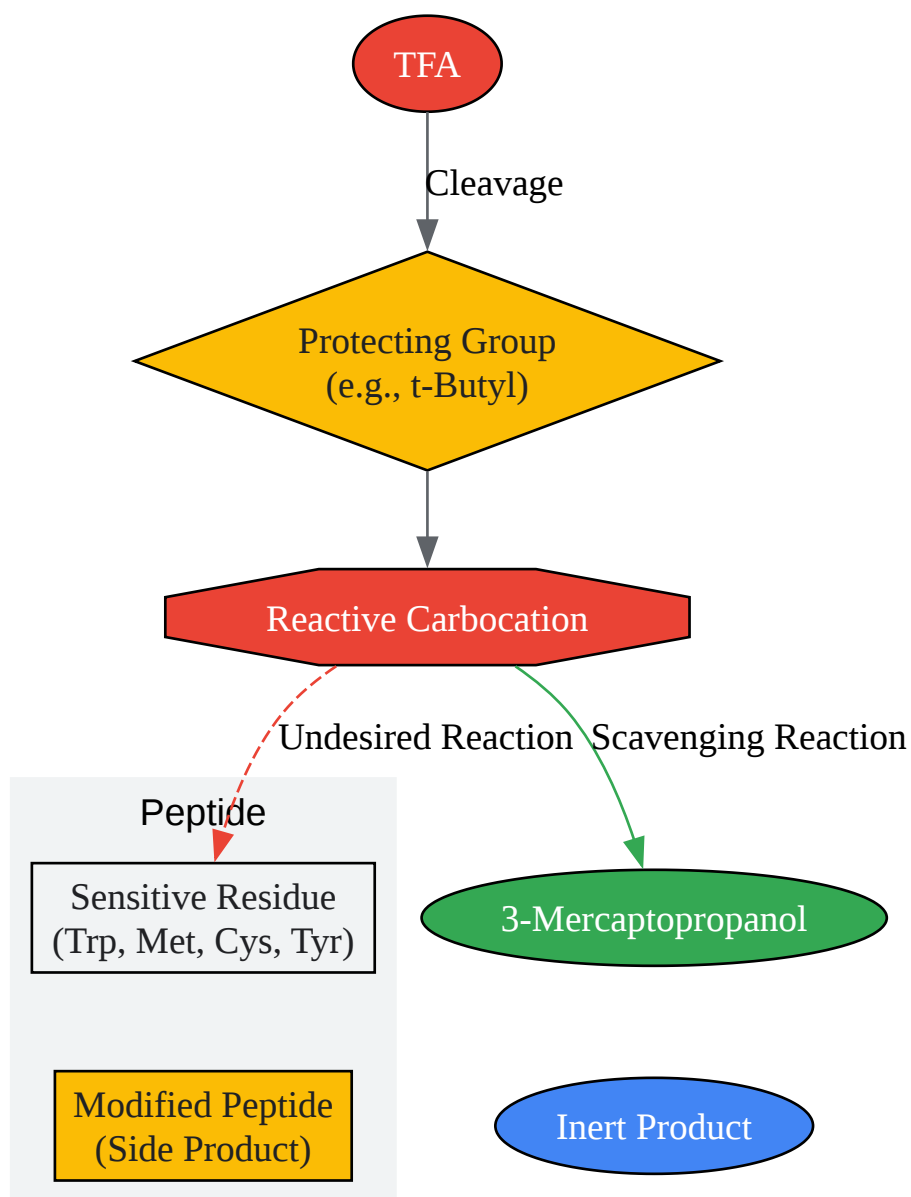 TFA
Cleavage
Protecting Group
(e.g., t-Butyl)
Reactive Carbocation
Undesired Reaction
Scavenging Reaction
Peptide
Sensitive Residue
(Trp, Met, Cys, Tyr)
3-Mercaptopropanol
Modified Peptide
(Side Product)
Inert Product